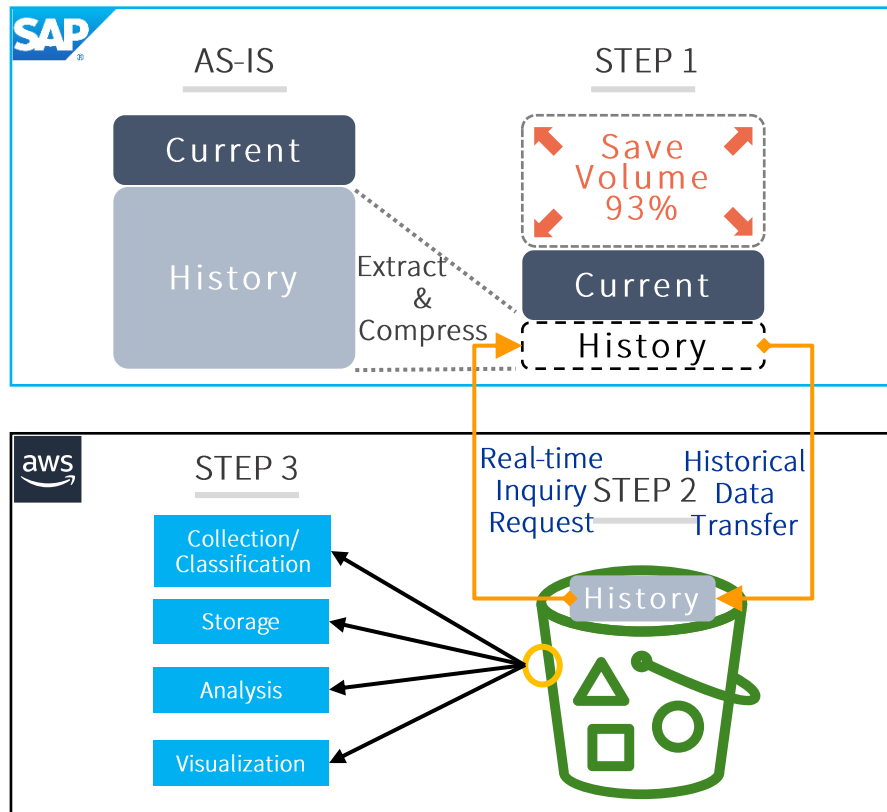 SAP
®
AS-IS
STEP 1
Current
History
Extract
&
Compress
Save
Volume
93%
Current
History
aws
STEP 3
Collection/
Classification
Storage
Analysis
Visualization
Real-time
Inquiry
Request
STEP 2
Historical
Data
Transfer
History